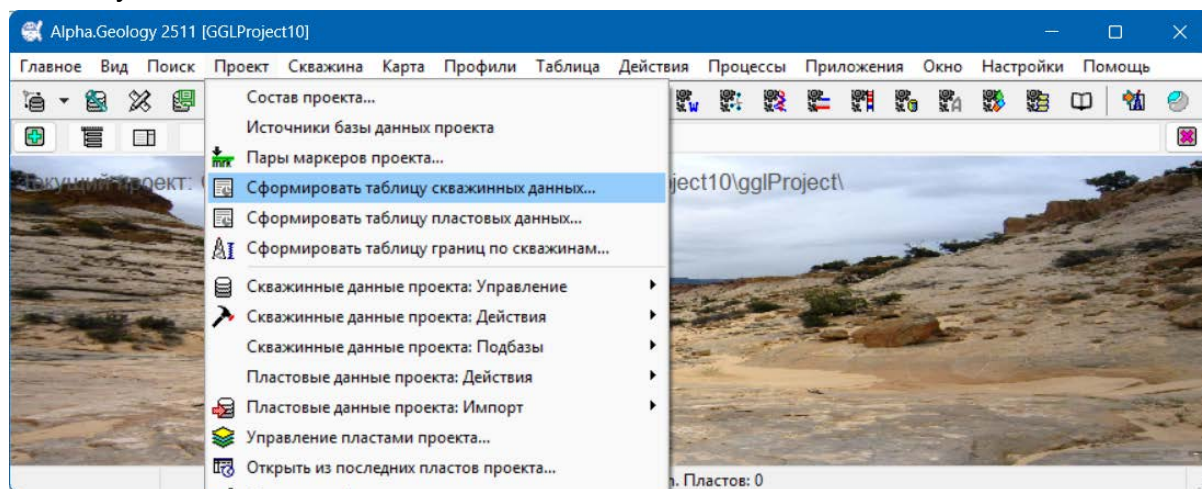 Alpha.Geology 2511 [GGLProject10]
Главное Вид Поиск Проект Скважина Карта Профили Таблица Действия Процессы Приложения Окно Настройки Помощь
Состав проекта...
Источники базы данных проекта
mrk Пары маркеров проекта...
Текущий проект: ject10\gglProject\
Сформировать таблицу скважинных данных...
Сформировать таблицу пластовых данных...
Сформировать таблицу границ по скважинам...
Скважинные данные проекта: Управление
Скважинные данные проекта: Действия
Скважинные данные проекта: Подбазы
Пластовые данные проекта: Действия
Пластовые данные проекта: Импорт
Управление пластами проекта...
Открыть из последних пластов проекта...
Пластов: 0